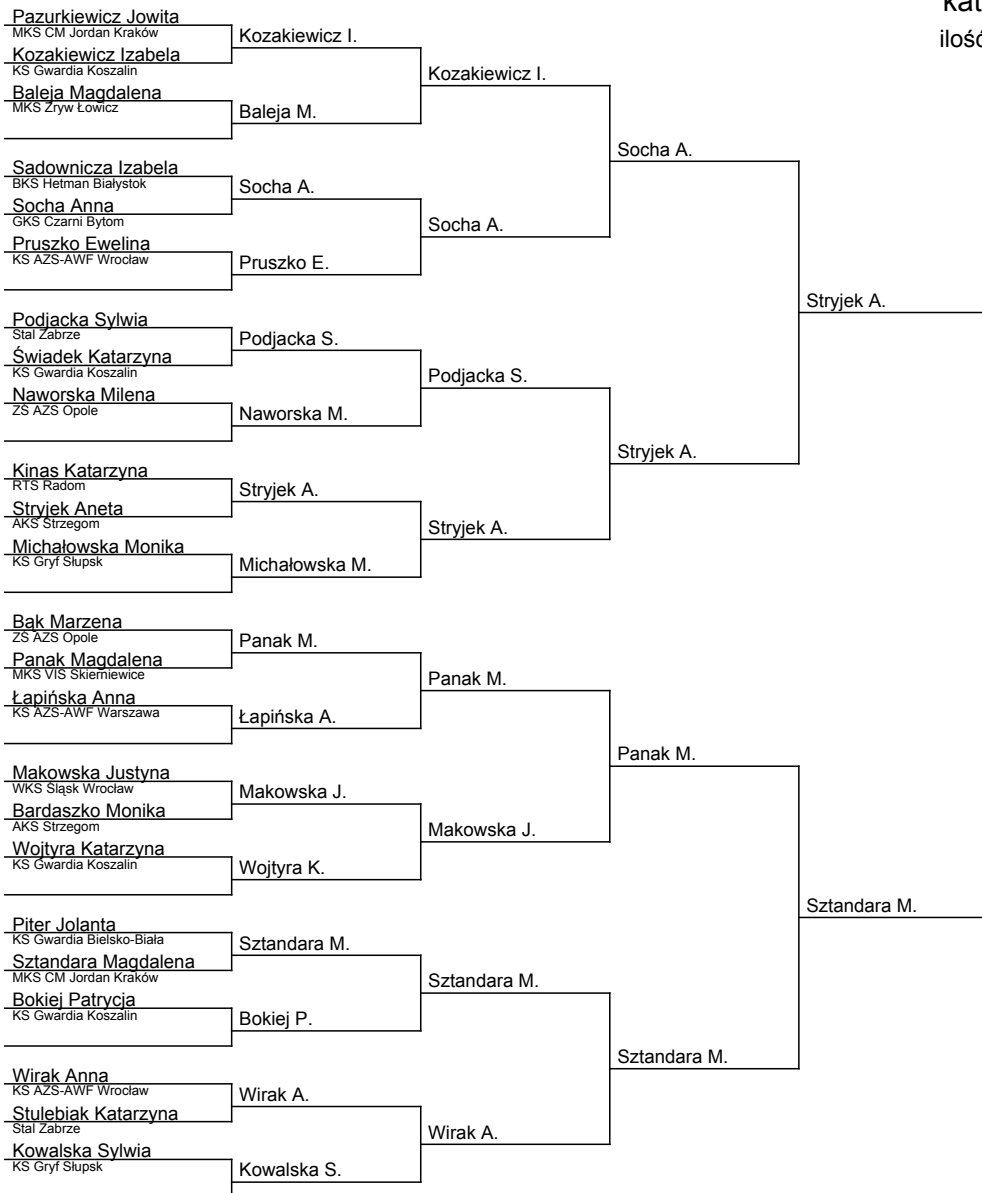 kat
ilość
Pazurkiewicz Jowita
MKS CM Jordan Kraków
Kozakiewicz Izabela
KS Gwardia Koszalin
Baleja Magdalena
MKS Zryw Łowicz
Sadownicza Izabela
BKS Hetman Białystok
Socha Anna
GKS Czarni Bytom
Pruszko Ewelina
KS AZS-AWF Wrocław
Podjacka Sylwia
Stal Zabrze
Świadek Katarzyna
KS Gwardia Koszalin
Naworska Milena
ZŚ AZS Opole
Kinas Katarzyna
RTS Radom
Stryjek Aneta
AKS Strzegom
Michałowska Monika
KS Gryf Słupsk
Bąk Marzena
ZŚ AZS Opole
Panak Magdalena
MKS VIS Skierniewice
Łapińska Anna
KS AZS-AWF Warszawa
Makowska Justyna
WKS Śląsk Wrocław
Bardaszko Monika
AKS Strzegom
Wojtyra Katarzyna
KS Gwardia Koszalin
Piter Jolanta
KS Gwardia Bielsko-Biała
Sztandara Magdalena
MKS CM Jordan Kraków
Bokiej Patrycja
KS Gwardia Koszalin
Wirak Anna
KS AZS-AWF Wrocław
Stulebiak Katarzyna
Stal Zabrze
Kowalska Sylwia
KS Gryf Słupsk
Kozakiewicz I.
Baleja M.
Socha A.
Pruszko E.
Podjacka S.
Naworska M.
Stryjek A.
Michałowska M.
Panak M.
Łapińska A.
Makowska J.
Wojtyra K.
Sztandara M.
Bokiej P.
Wirak A.
Kowalska S.
Kozakiewicz I.
Socha A.
Podjacka S.
Stryjek A.
Panak M.
Makowska J.
Sztandara M.
Wirak A.
Socha A.
Stryjek A.
Panak M.
Sztandara M.
Stryjek A.
Sztandara M.